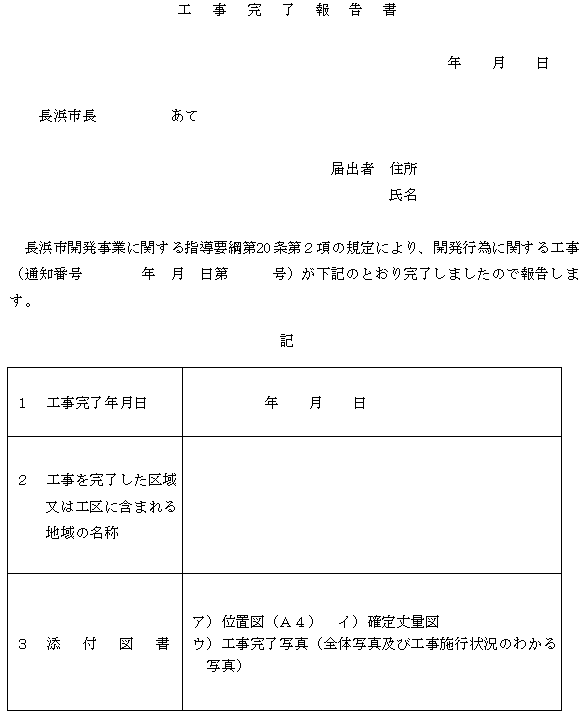 工　事　完　了　報　告　書
年　　月　　日
長浜市長　　　　　あて
届出者　住所
氏名
　長浜市開発事業に関する指導要綱第20条第２項の規定により、開発行為に関する工事
（通知番号　　　　年　月　日第　　　号）が下記のとおり完了しましたので報告しま
す。
記
１　工事完了年月日　　　　　年　　月　　日
２　工事を完了した区域
又は工区に含まれる
地域の名称
３　添　付　図　書
ア）位置図（Ａ４）　イ）確定丈量図
ウ）工事完了写真（全体写真及び工事施行状況のわかる
写真）